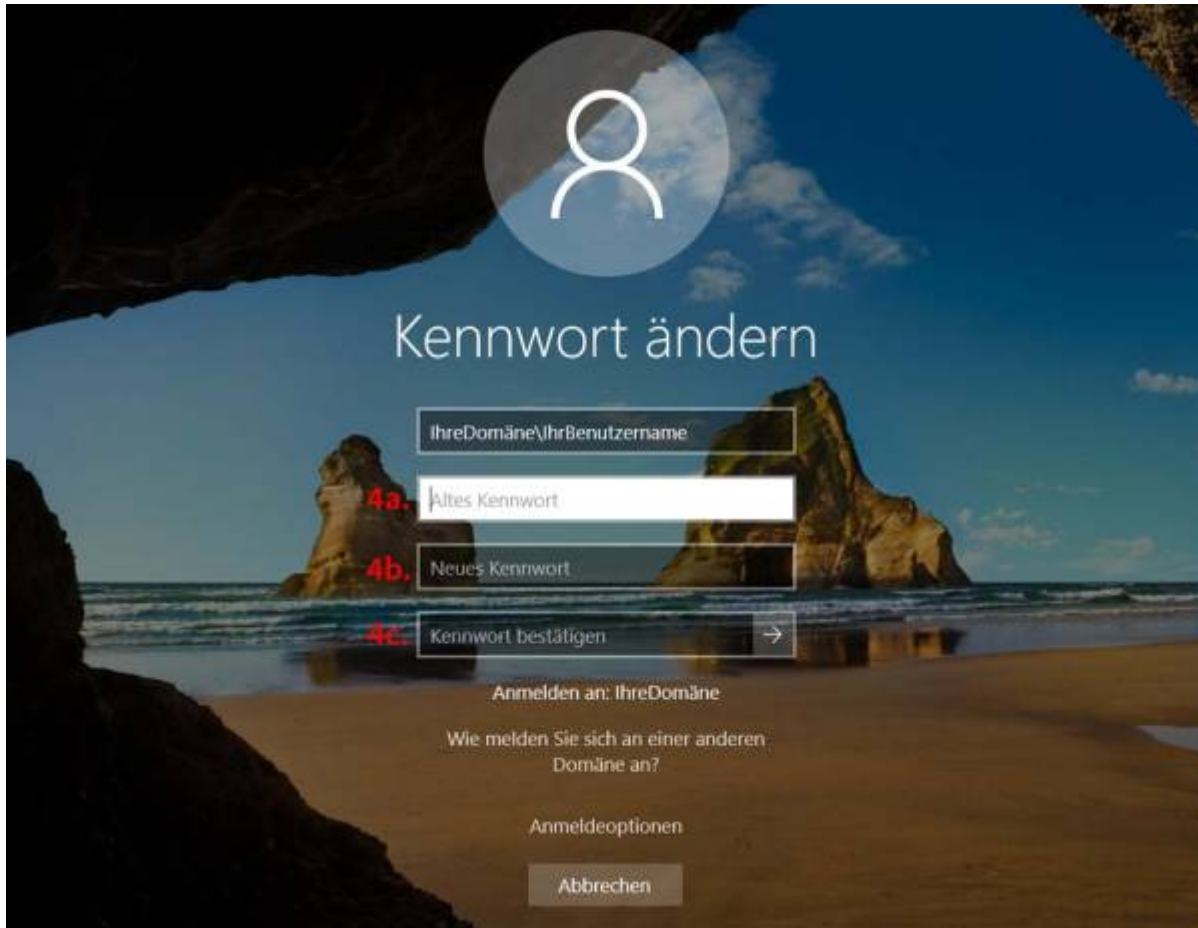 Kennwort ändern
IhreDomäne\IhrBenutzername
4a. Altes Kennwort
4b. Neues Kennwort
4c. Kennwort bestätigen →
Anmelden an: IhreDomäne
Wie melden Sie sich an einer anderen
Domäne an?
Anmeldeoptionen
Abbrechen